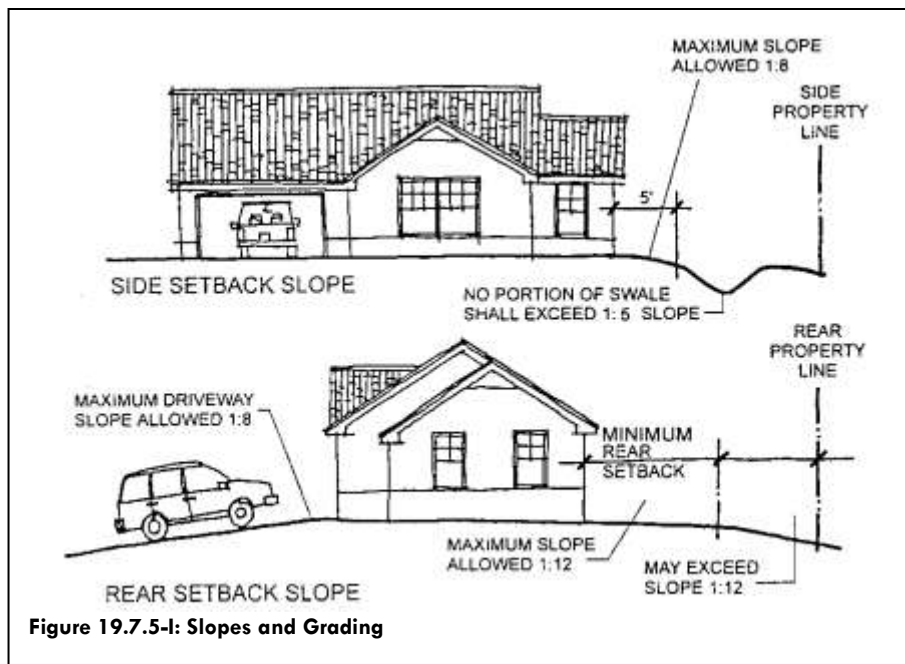 MAXIMUM SLOPE
ALLOWED 1:8
SIDE
PROPERTY
LINE
5'
SIDE SETBACK SLOPE
NO PORTION OF SWALE
SHALL EXCEED 1:5 SLOPE
REAR
PROPERTY
LINE
MAXIMUM DRIVEWAY
SLOPE ALLOWED 1:8
MINIMUM
REAR
SETBACK
MAXIMUM SLOPE
ALLOWED 1:12
MAY EXCEED
SLOPE 1:12
REAR SETBACK SLOPE
Figure 19.7.5-I: Slopes and Grading